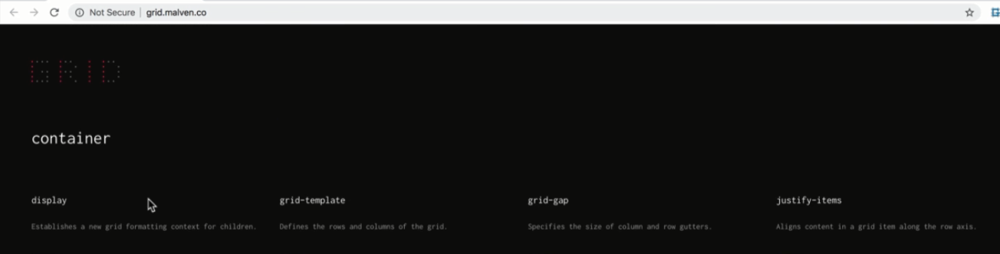 Not Secure | grid.malven.co
GRID
container
display
Establishes a new grid formatting context for children.
grid-template
Defines the rows and columns of the grid.
grid-gap
Specifies the size of column and row gutters.
justify-items
Aligns content in a grid item along the row axis.